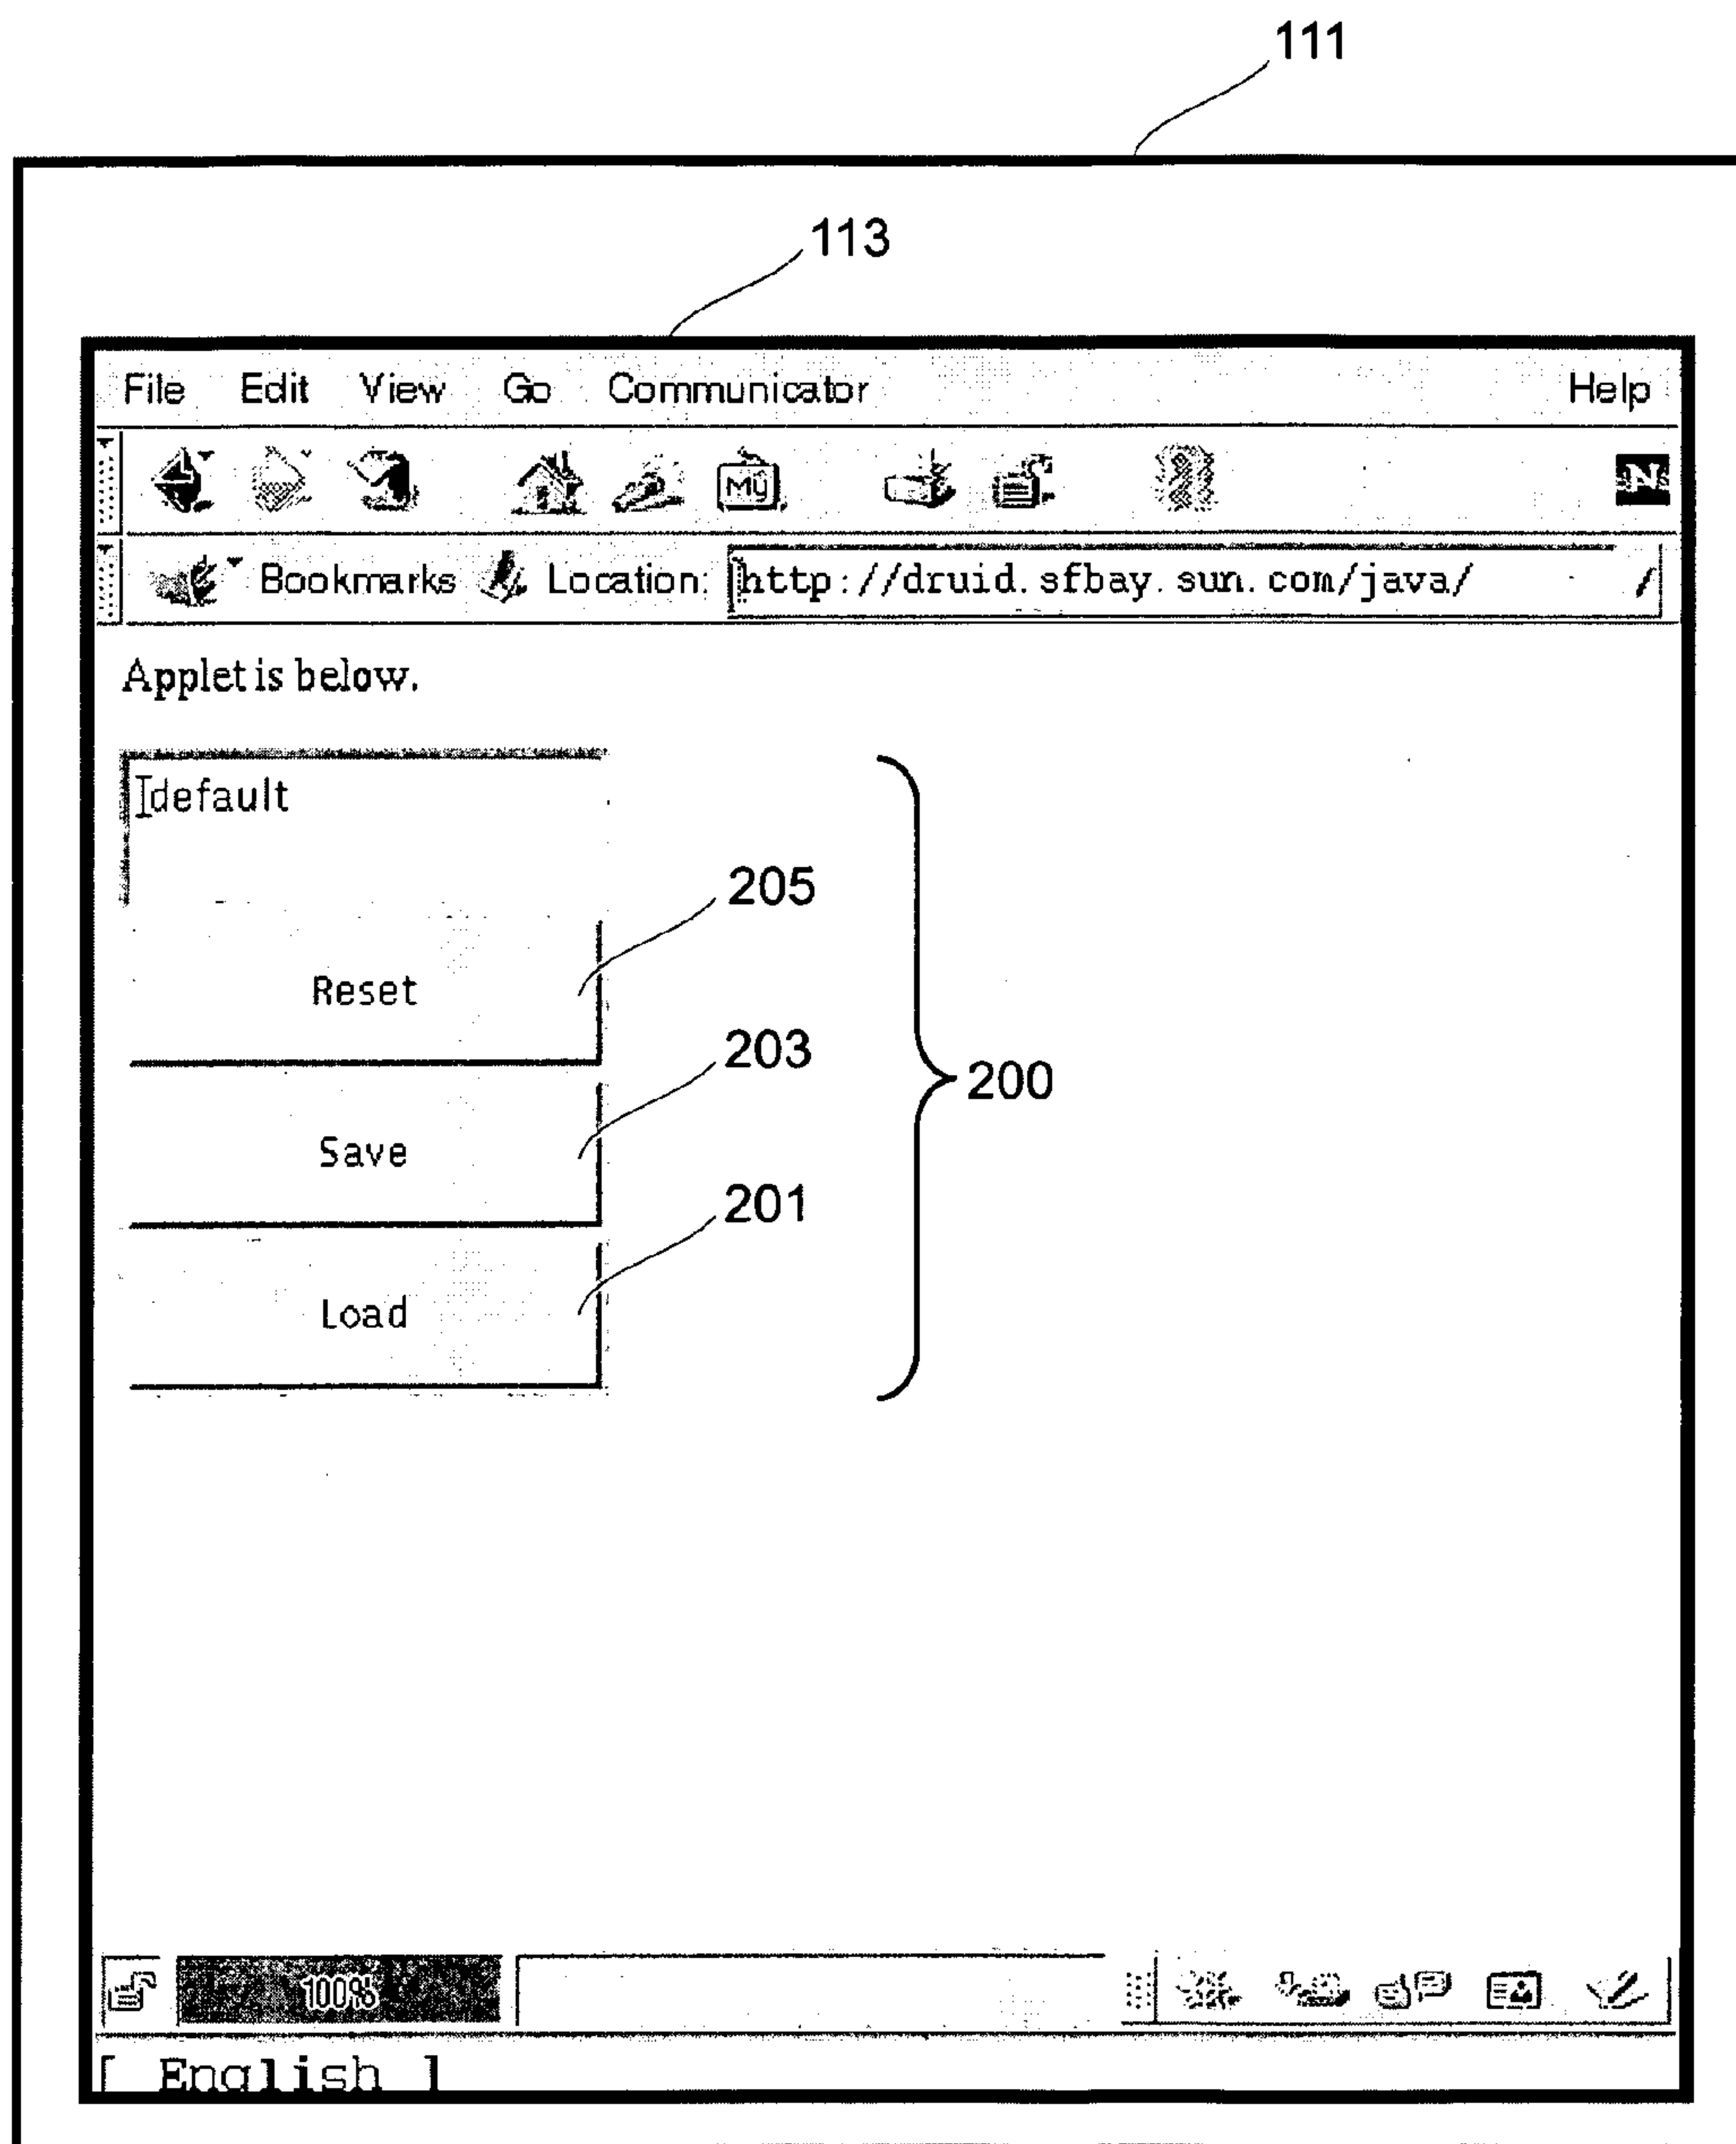 111
113
File Edit View Go Communicator Help
My N
Bookmarks Location: http://druid.sfbay.sun.com/java/ /
Applet is below.
default
205
Reset
203
Save
200
201
Load
100%
[ English ]